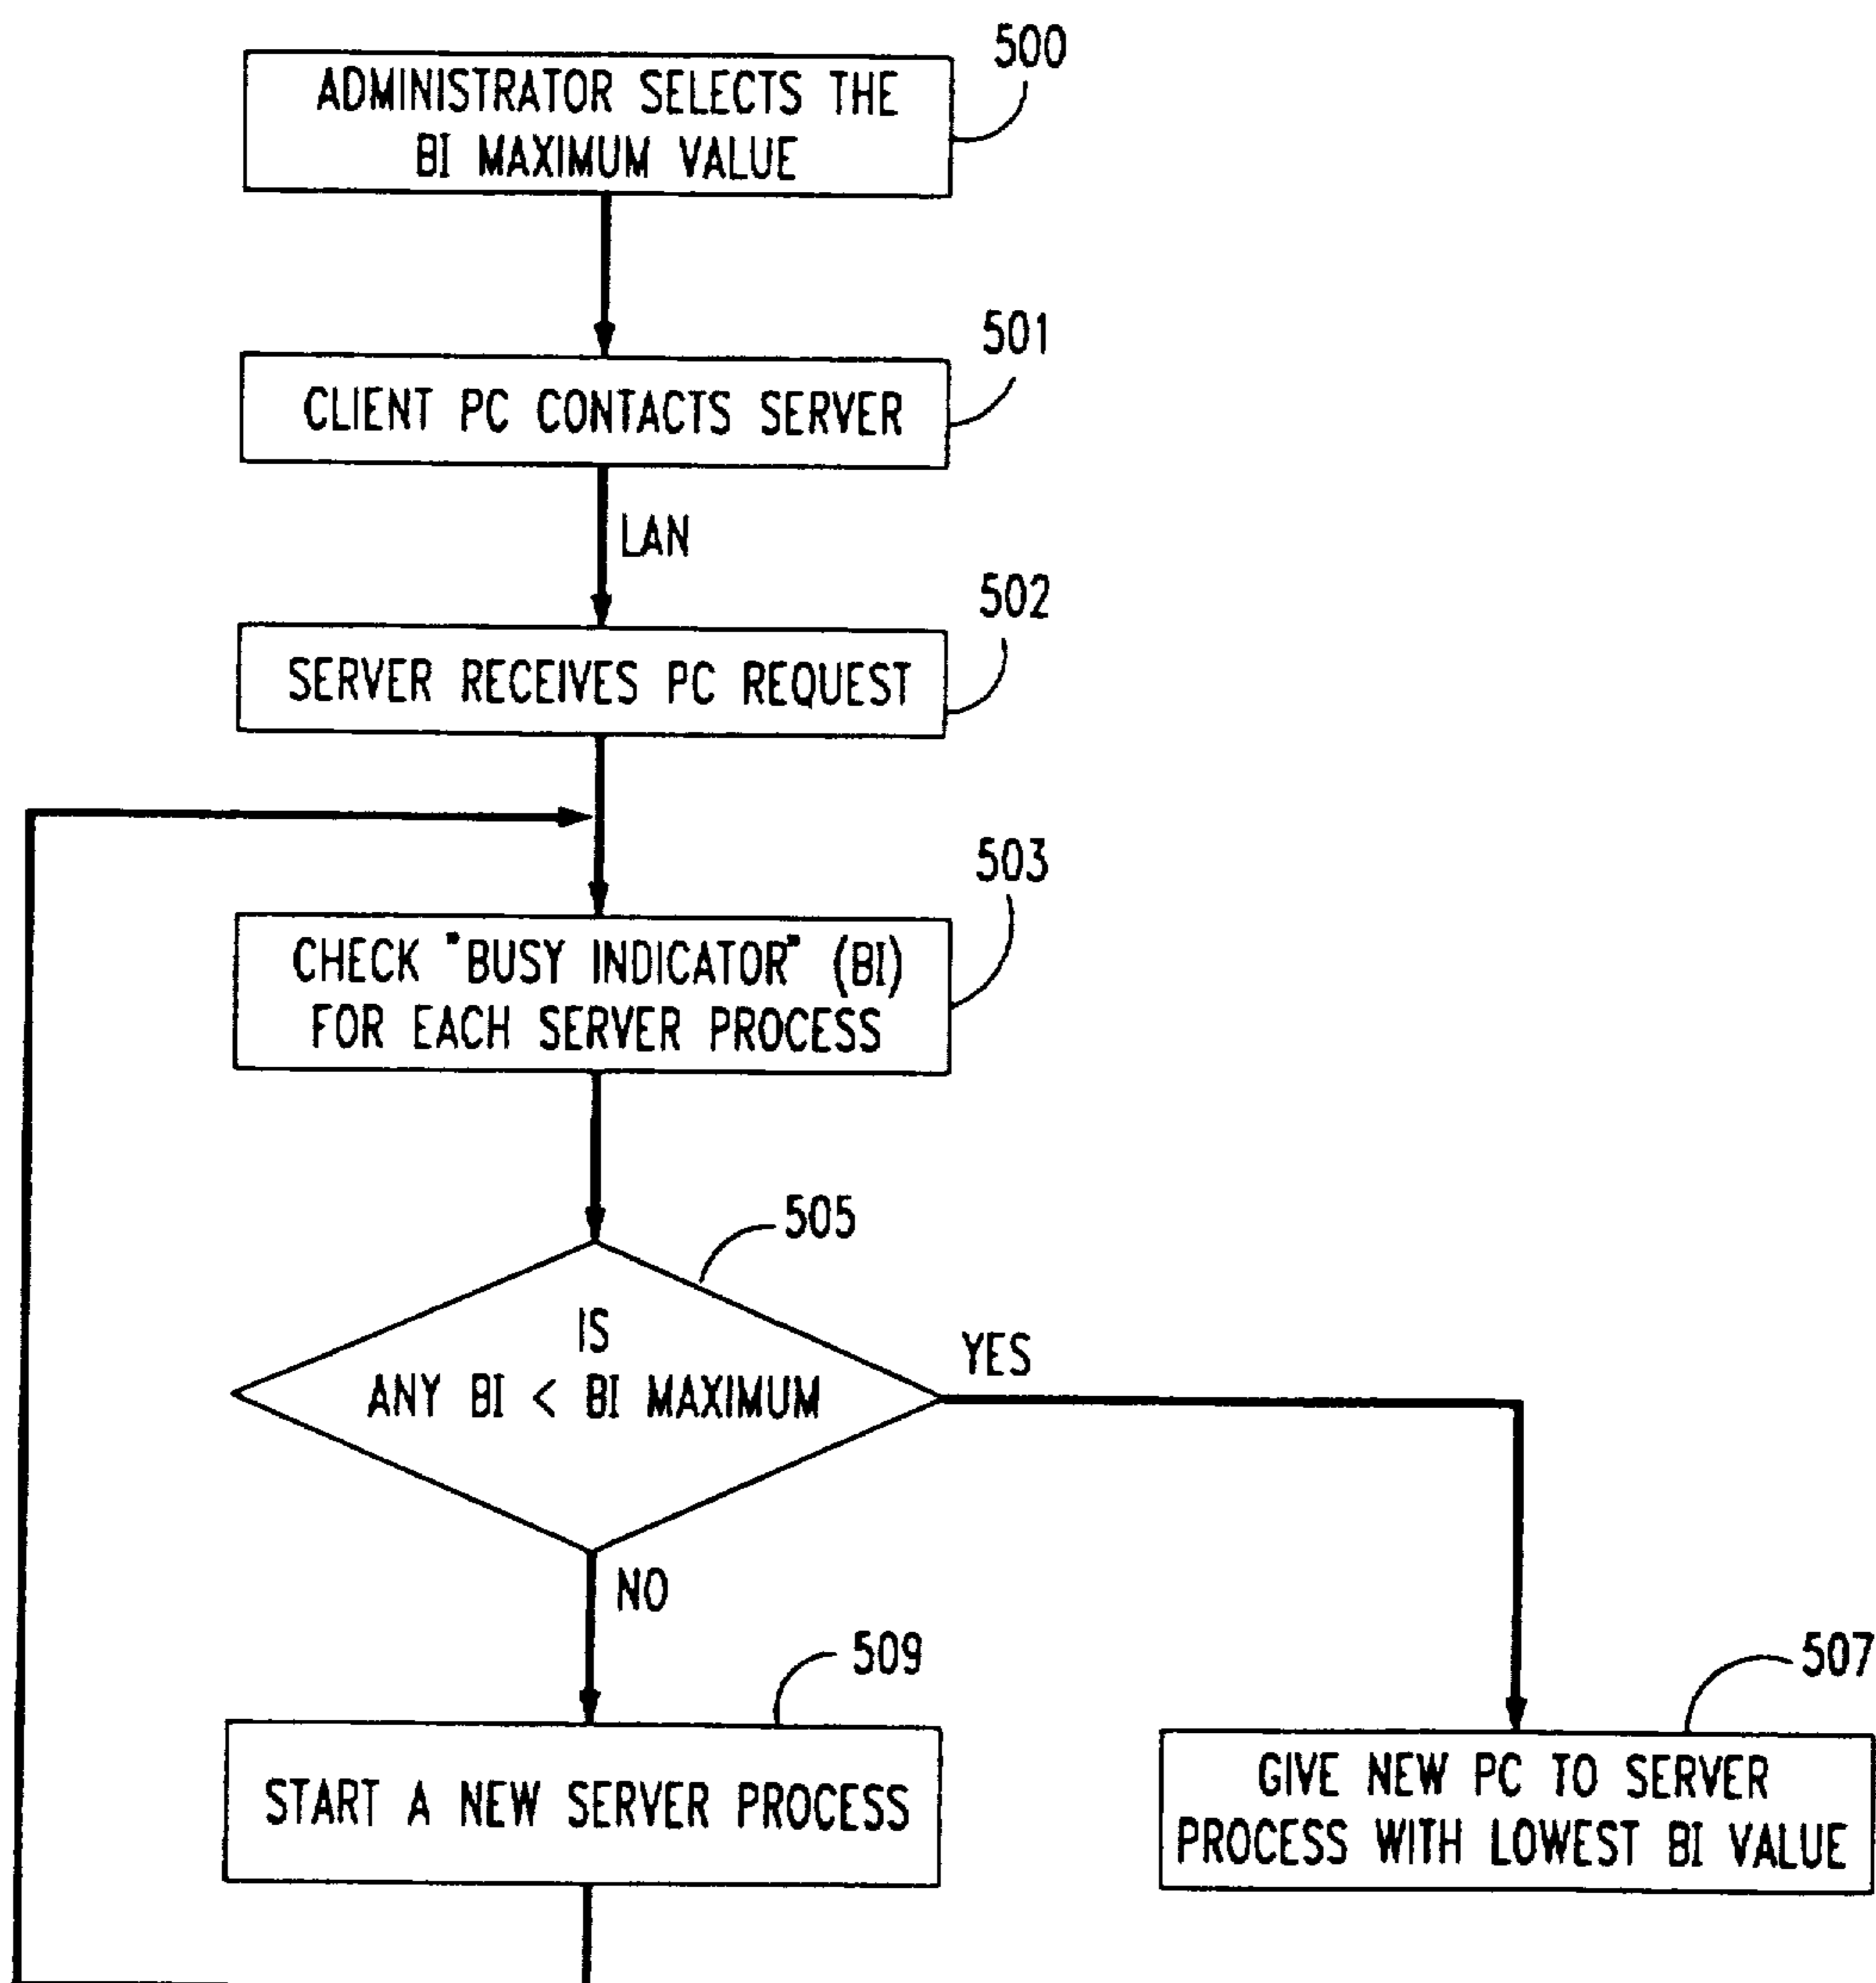 500
ADMINISTRATOR SELECTS THE
BI MAXIMUM VALUE
501
CLIENT PC CONTACTS SERVER
LAN
502
SERVER RECEIVES PC REQUEST
503
CHECK "BUSY INDICATOR" (BI)
FOR EACH SERVER PROCESS
505
IS
ANY BI < BI MAXIMUM
YES
NO
509
START A NEW SERVER PROCESS
507
GIVE NEW PC TO SERVER
PROCESS WITH LOWEST BI VALUE